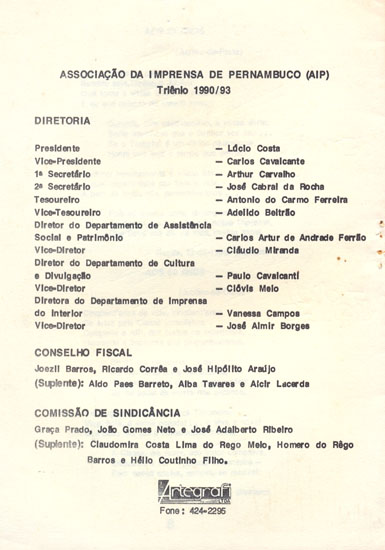 ASSOCIAÇÃO DA IMPRENSA DE PERNAMBUCO (AIP)
Triênio 1990/93
DIRETORIA
Presidente — Lúcio Costa
Vice-Presidente — Carlos Cavalcante
1ª Secretário — Arthur Carvalho
2ª Secretário — José Cabral da Rocha
Tesoureiro — Antonio do Carmo Ferreira
Vice-Tesoureiro — Adeildo Beltrão
Diretor do Departamento de Assistência
Social e Patrimônio — Carlos Artur de Andrade Ferrão
Vice-Diretor — Cláudio Miranda
Diretor do Departamento de Cultura
e Divulgação — Paulo Cavalcanti
Vice-Diretor — Clóvis Melo
Diretora do Departamento de Imprensa
do Interior — Vanessa Campos
Vice-Diretor — José Almir Borges
CONSELHO FISCAL
Joezil Barros, Ricardo Corrêa e José Hipólito Araújo
(Suplente): Aldo Paes Barreto, Alba Tavares e Alcir Lacerda
COMISSÃO DE SINDICÂNCIA
Graça Prado, João Gomes Neto e José Adalberto Ribeiro
(Suplente): Claudomira Costa Lima do Rego Melo, Homero do Rêgo
Barros e Hélio Coutinho Filho.
Artegrafi
Fone: 424-2295